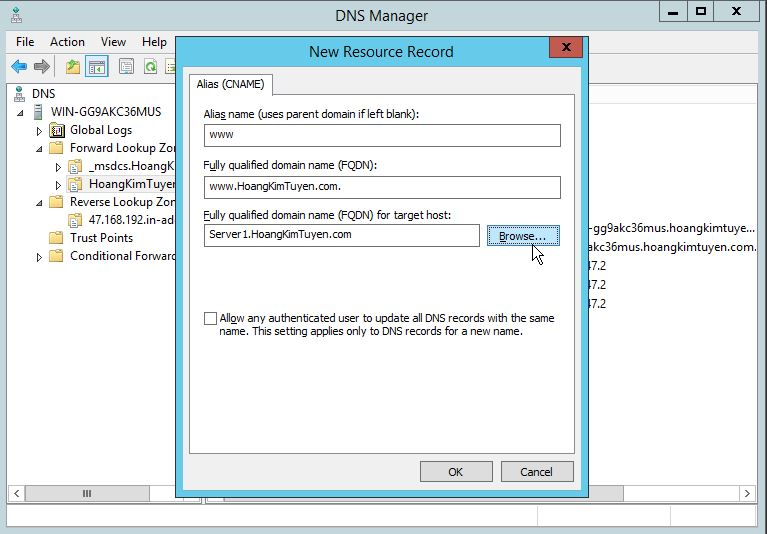 DNS Manager
File Action View Help
New Resource Record
Alias (CNAME)
Alias name (uses parent domain if left blank):
www
Fully qualified domain name (FQDN):
www.HoangKimTuyen.com.
Fully qualified domain name (FQDN) for target host:
Server1.HoangKimTuyen.com
Browse...
Allow any authenticated user to update all DNS records with the same
name. This setting applies only to DNS records for a new name.
OK Cancel
DNS
WIN-GG9AKC36MUS
Global Logs
Forward Lookup Zon
_msdcs.HoangK
HoangKimTuyen
Reverse Lookup Zon
47.168.192.in-ad
Trust Points
Conditional Forward
-gg9akc36mus.hoangkimtuye...
akc36mus.hoangkimtuyen.com.
47.2
47.2
47.2